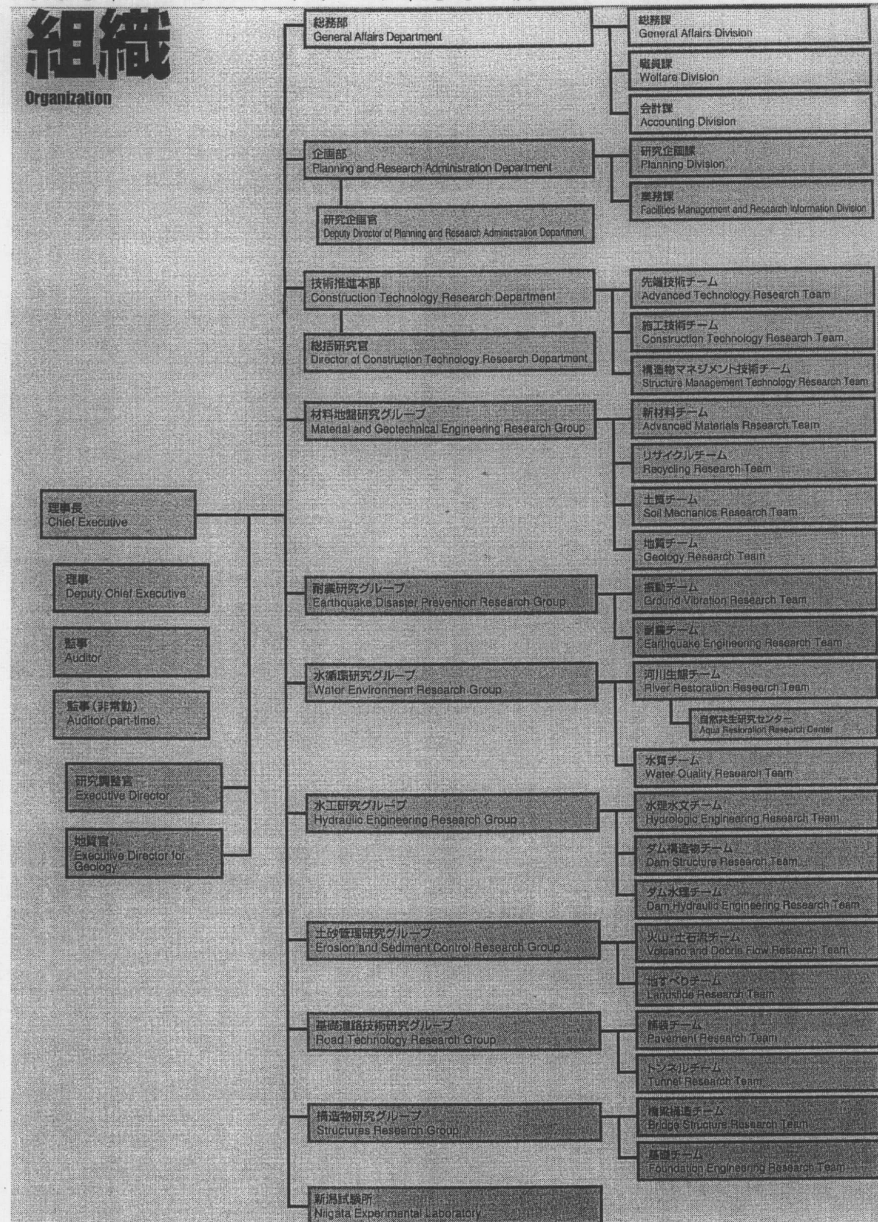 組織
Organization
総務部
General Affairs Department
総務課
General Affairs Division
職員課
Welfare Division
会計課
Accounting Division
企画部
Planning and Research Administration Department
研究企画課
Planning Division
業務課
Facilities Management and Research Information Division
研究企画官
Deputy Director of Planning and Research Administration Department
技術推進本部
Construction Technology Research Department
先端技術チーム
Advanced Technology Research Team
施工技術チーム
Construction Technology Research Team
総括研究官
Director of Construction Technology Research Department
構造物マネジメント技術チーム
Structure Management Technology Research Team
材料地盤研究グループ
Material and Geotechnical Engineering Research Group
新材料チーム
Advanced Materials Research Team
リサイクルチーム
Recycling Research Team
土質チーム
Soil Mechanics Research Team
地質チーム
Geology Research Team
理事長
Chief Executive
理事
Deputy Chief Executive
監事
Auditor
監事(非常勤)
Auditor (part-time)
研究調整官
Executive Director
地質官
Executive Director for
Geology
耐震研究グループ
Earthquake Disaster Prevention Research Group
振動チーム
Ground Vibration Research Team
耐震チーム
Earthquake Engineering Research Team
水循環研究グループ
Water Environment Research Group
河川生態チーム
River Restoration Research Team
自然共生研究センター
Aqua Restoration Research Center
水質チーム
Water Quality Research Team
水工研究グループ
Hydraulic Engineering Research Group
水理水文チーム
Hydrologic Engineering Research Team
ダム構造物チーム
Dam Structure Research Team
ダム水理チーム
Dam Hydraulic Engineering Research Team
土砂管理研究グループ
Erosion and Sediment Control Research Group
火山・土石流チーム
Volcano and Debris Flow Research Team
地すべりチーム
Landslide Research Team
基礎道路技術研究グループ
Road Technology Research Group
舗装チーム
Pavement Research Team
トンネルチーム
Tunnel Research Team
構造物研究グループ
Structures Research Group
橋梁構造チーム
Bridge Structure Research Team
基礎チーム
Foundation Engineering Research Team
新潟試験所
Niigata Experimental Laboratory